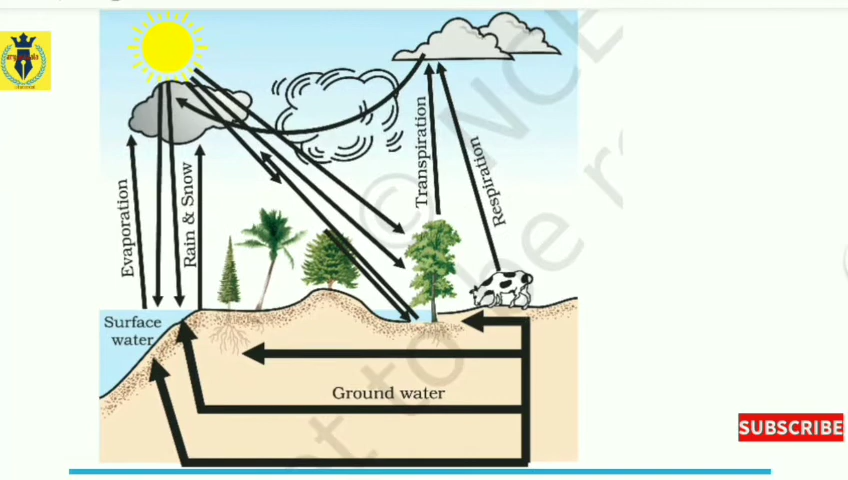 Transpiration
Respiration
Evaporation
Rain & Snow
Surface
water
Ground water
SUBSCRIBE